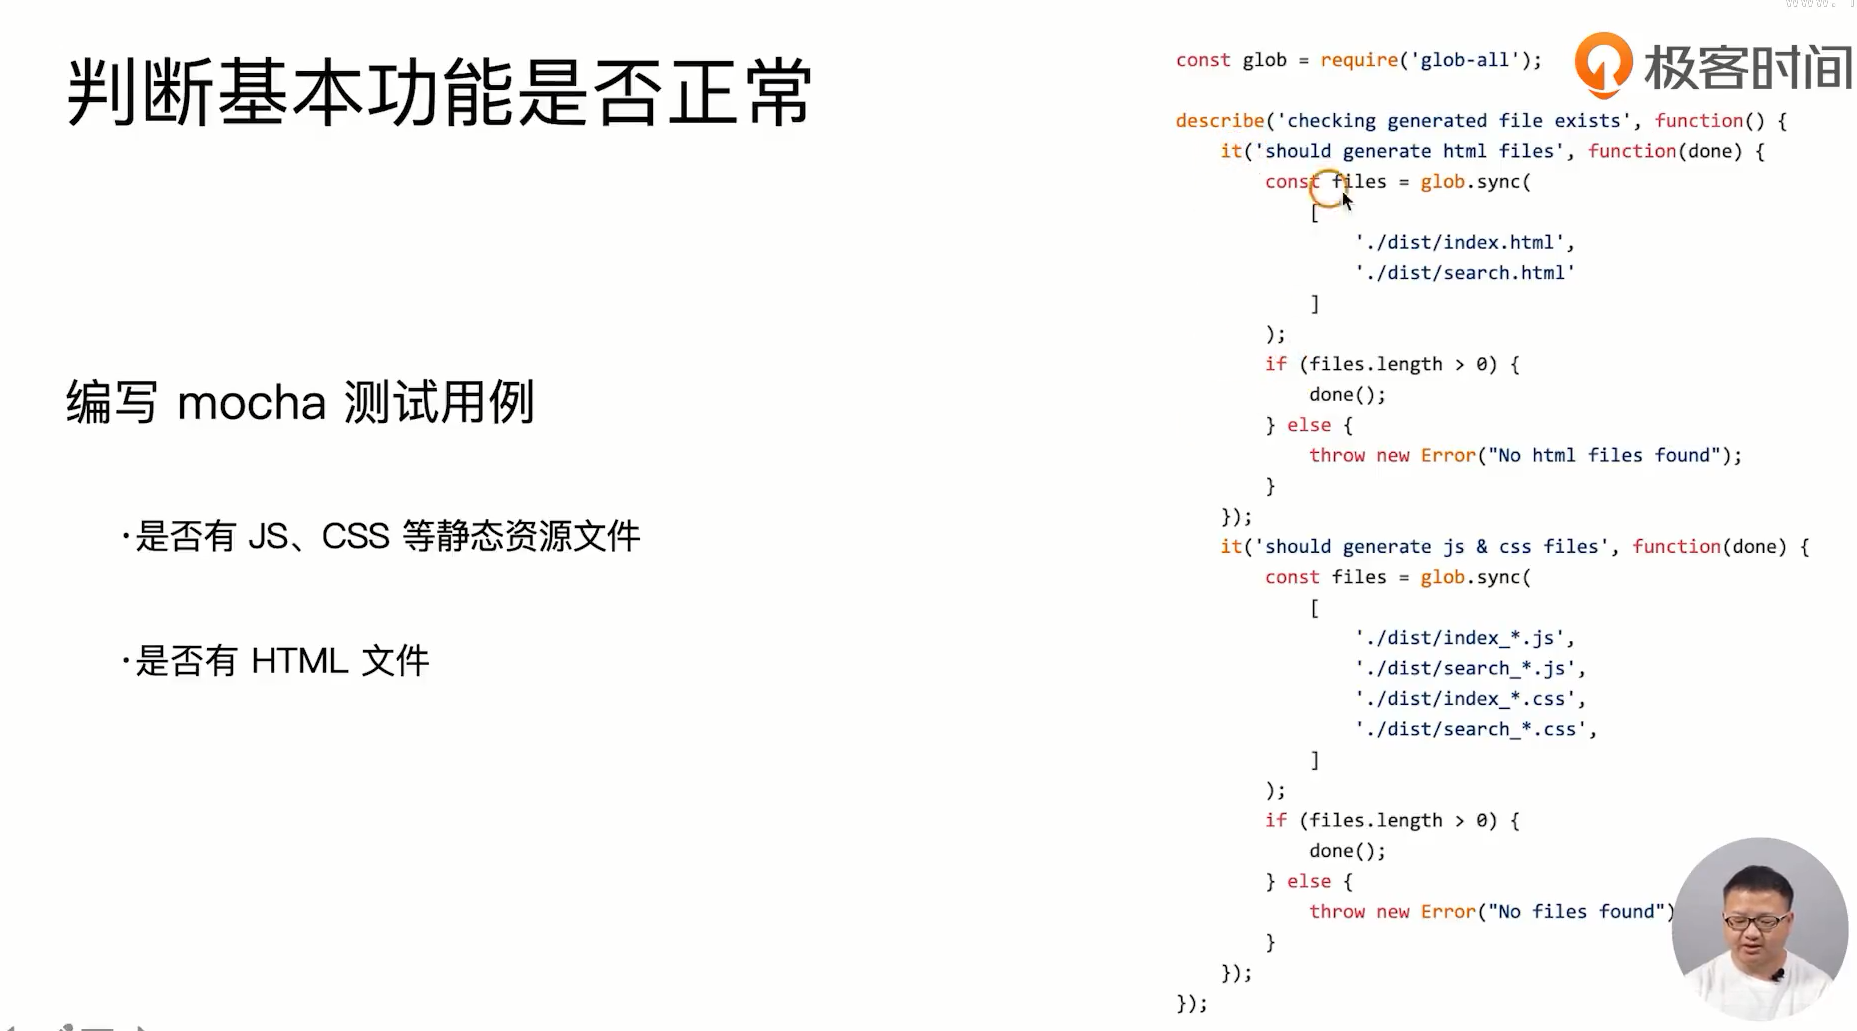 判断基本功能是否正常
编写 mocha 测试用例
·是否有 JS、CSS 等静态资源文件
·是否有 HTML 文件
极客时间
const glob = require('glob-all');
describe('checking generated file exists', function() {
it('should generate html files', function(done) {
const files = glob.sync(
[
'./dist/index.html',
'./dist/search.html'
]
);
if (files.length > 0) {
done();
} else {
throw new Error("No html files found");
}
});
it('should generate js & css files', function(done) {
const files = glob.sync(
[
'./dist/index_*.js',
'./dist/search_*.js',
'./dist/index_*.css',
'./dist/search_*.css',
]
);
if (files.length > 0) {
done();
} else {
throw new Error("No files found")
}
});
});